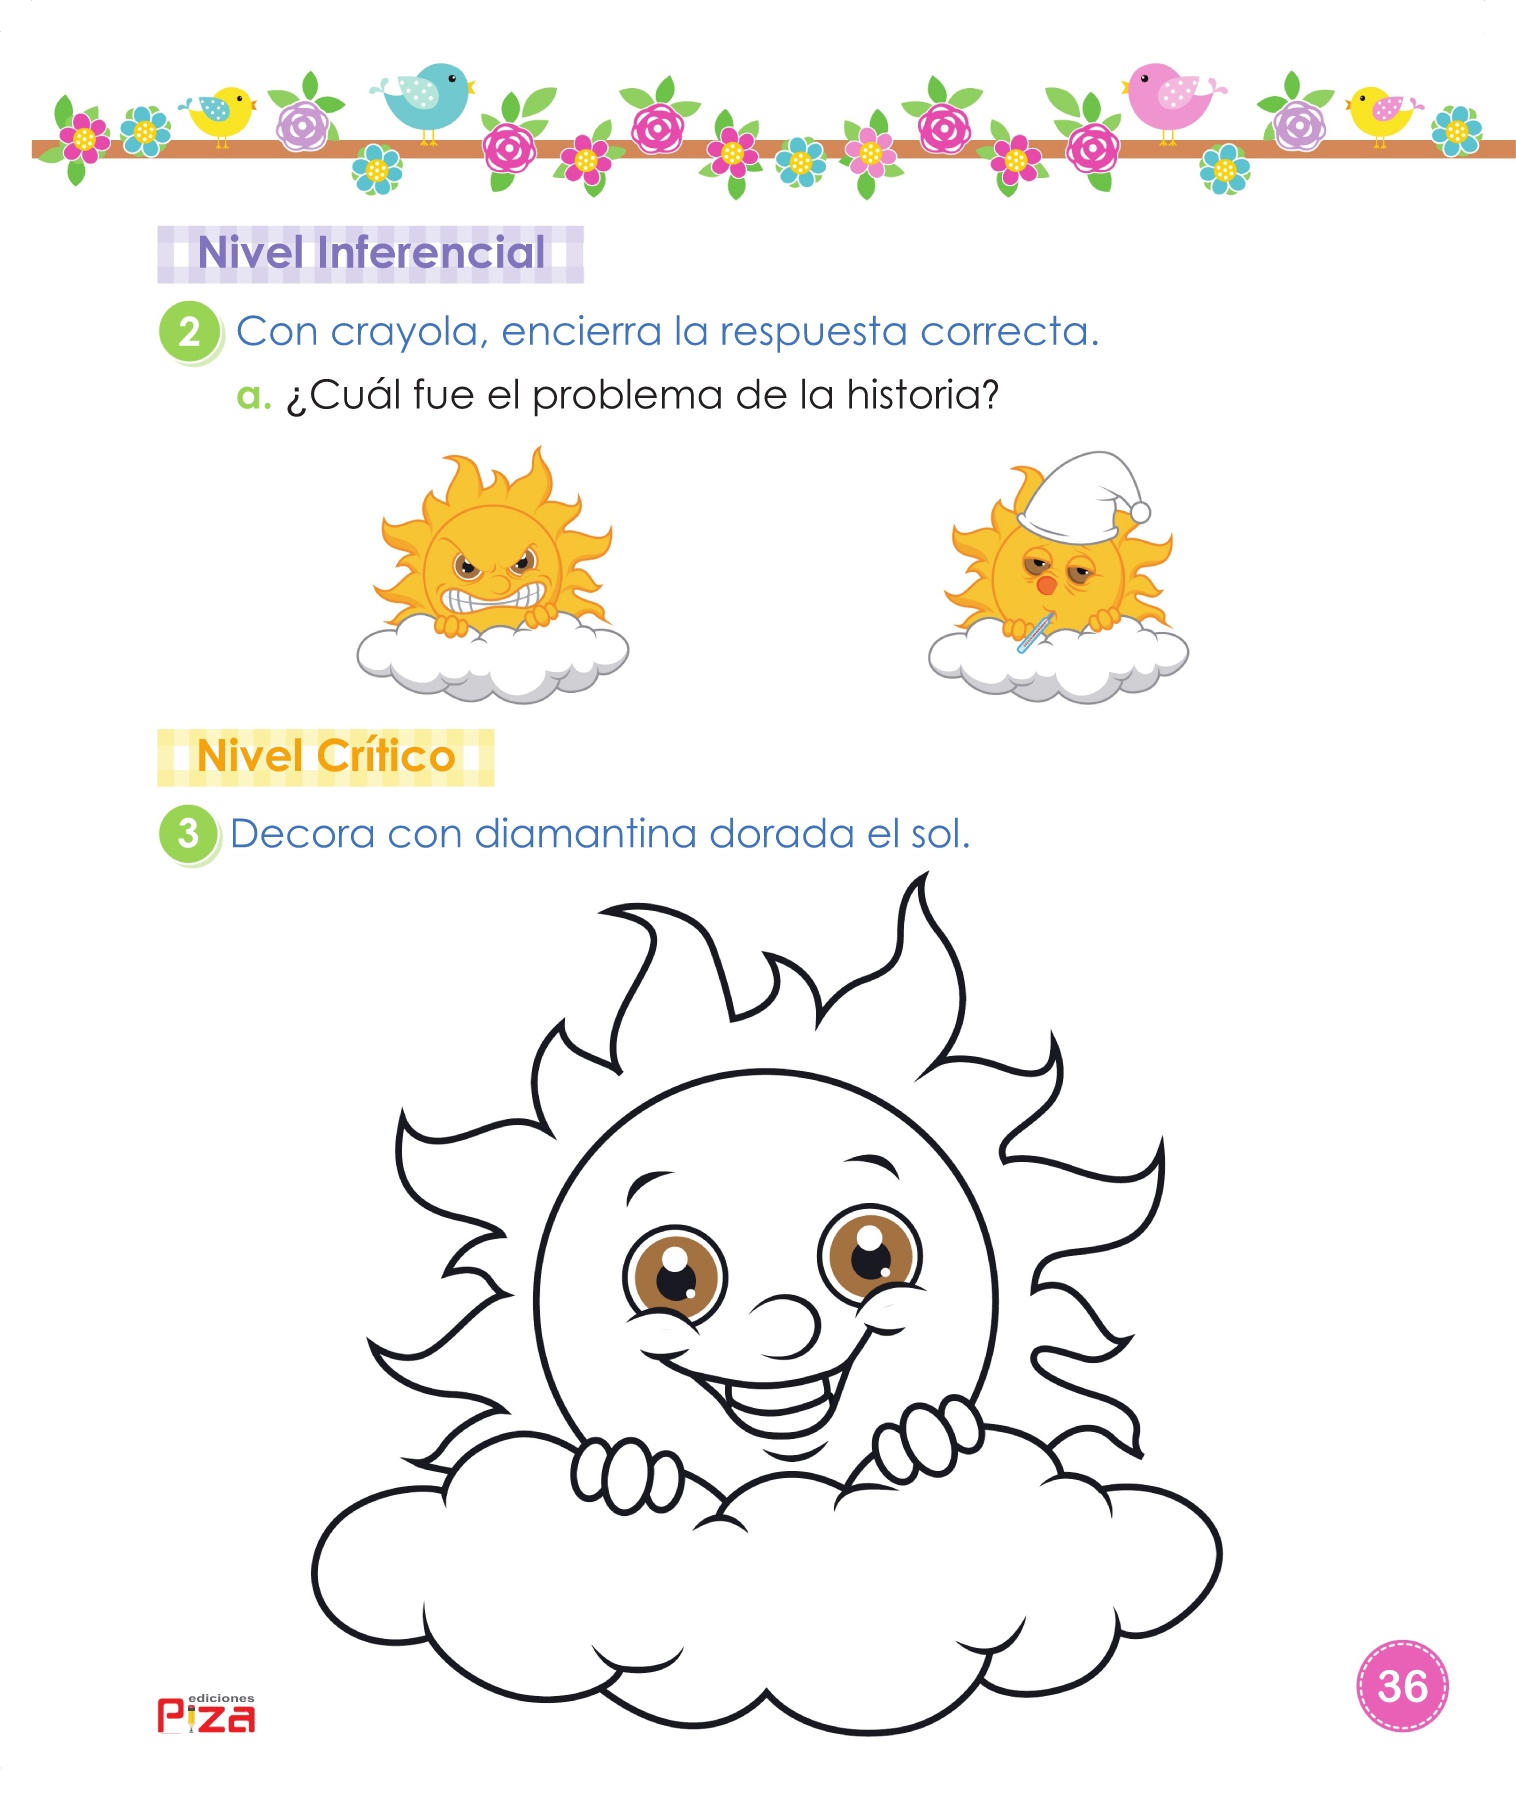 Nivel Inferencial
2 Con crayola, encierra la respuesta correcta.
a. ¿Cuál fue el problema de la historia?
Nivel Crítico
3 Decora con diamantina dorada el sol.
ediciones
Piza
36